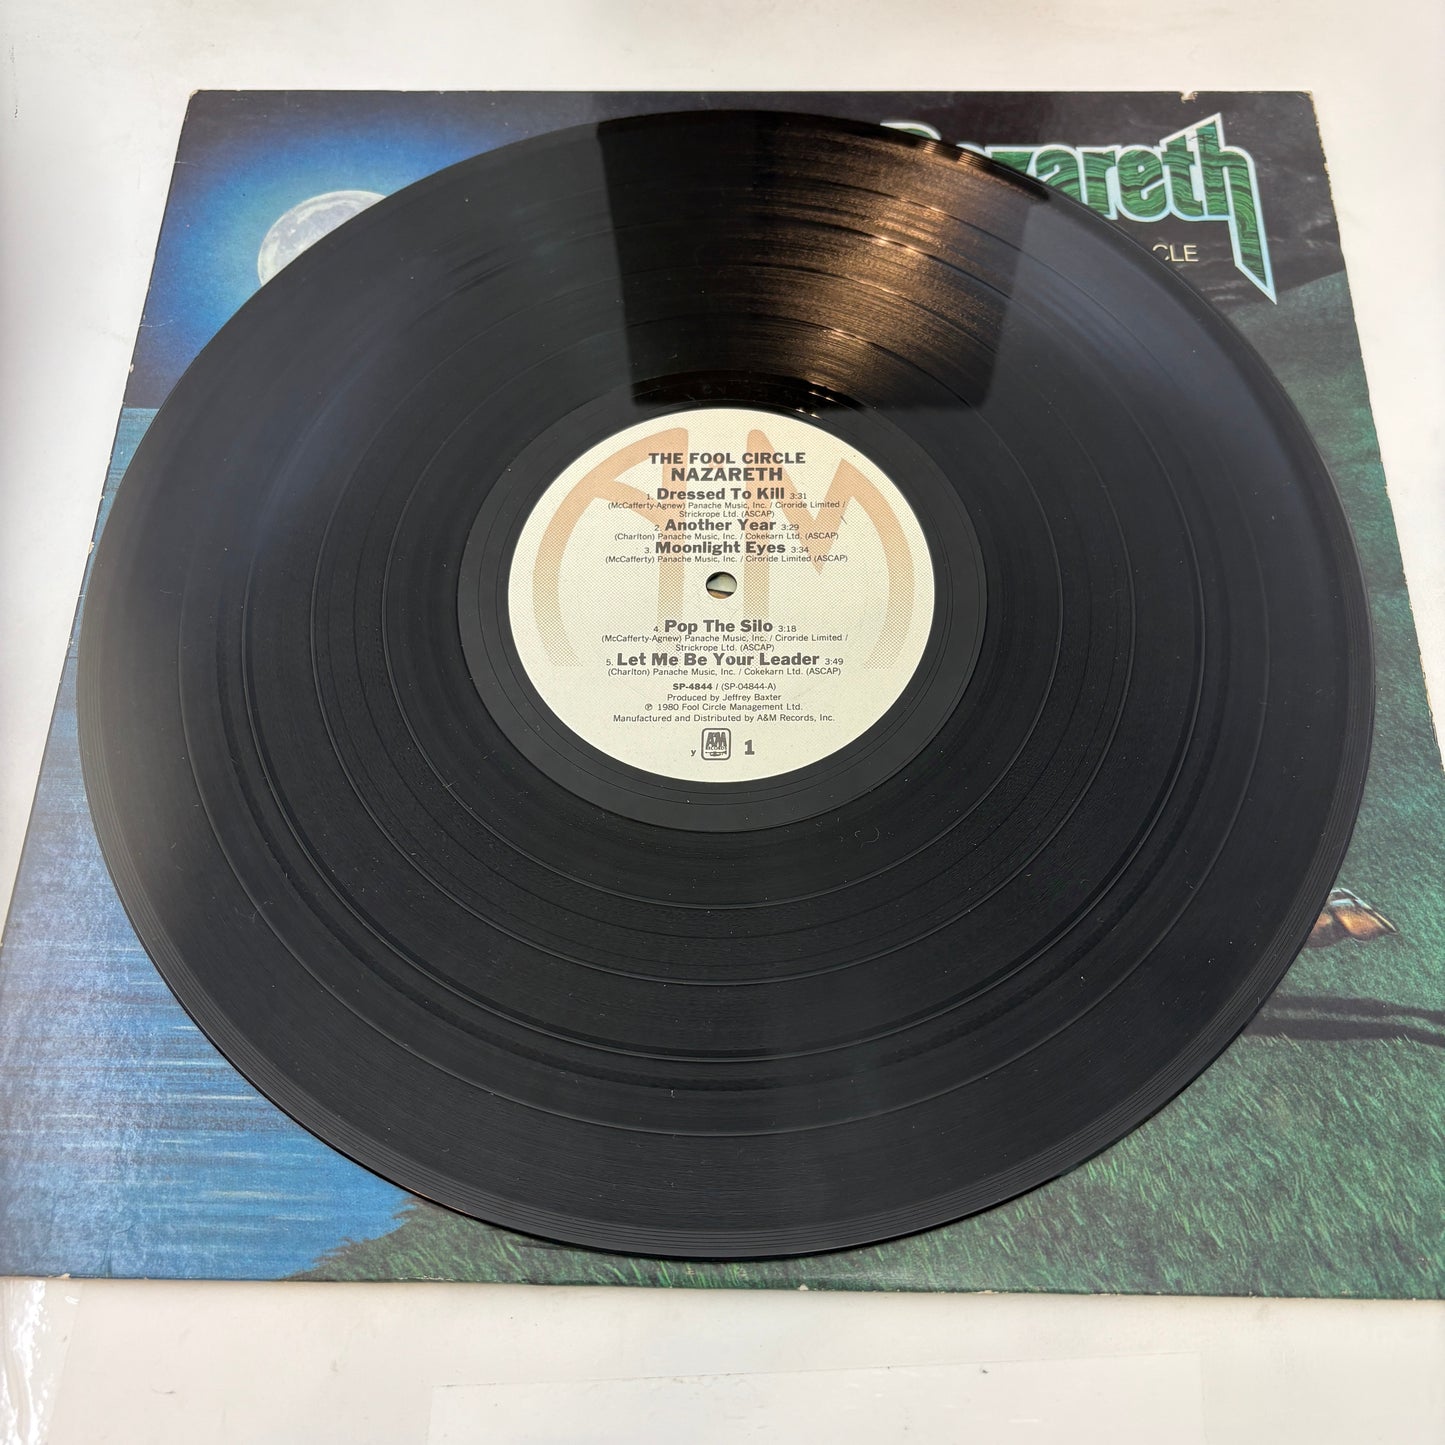 Nazareth
CLE
THE FOOL CIRCLE
NAZARETH
1. Dressed To Kill 3:31
(McCafferty-Agnew) Panache Music, Inc. / Ciroride Limited /
Strickrope Ltd. (ASCAP)
2. Another Year 3:29
(Charlton) Panache Music, Inc. / Cokekarn Ltd. (ASCAP)
3. Moonlight Eyes 3:34
(McCafferty) Panache Music, Inc. / Ciroride Limited (ASCAP)
4. Pop The Silo 3:18
(McCafferty-Agnew) Panache Music, Inc. / Ciroride Limited /
Strickrope Ltd. (ASCAP)
5. Let Me Be Your Leader 3:49
(Charlton) Panache Music, Inc. / Cokekarn Ltd. (ASCAP)
SP-4844 / (SP-04844-A)
Produced by Jeffrey Baxter
℗ 1980 Fool Circle Management Ltd.
Manufactured and Distributed by A&M Records, Inc.
y A&M RECORDS 1